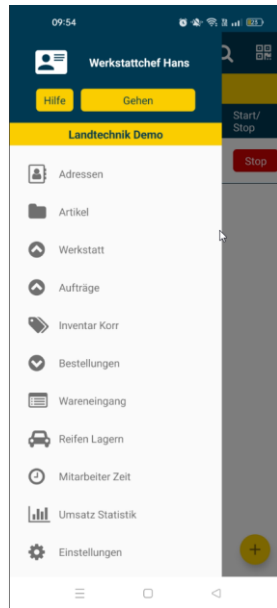 09:54
Werkstattchef Hans
Hilfe
Gehen
Landtechnik Demo
Start/
Stop
Stop
Adressen
Artikel
Werkstatt
Aufträge
Inventar Korr
Bestellungen
Wareneingang
Reifen Lagern
Mitarbeiter Zeit
Umsatz Statistik
Einstellungen